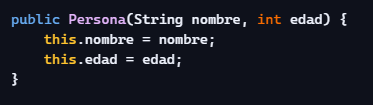 public Persona(String nombre, int edad) {
    this.nombre = nombre;
    this.edad = edad;
}